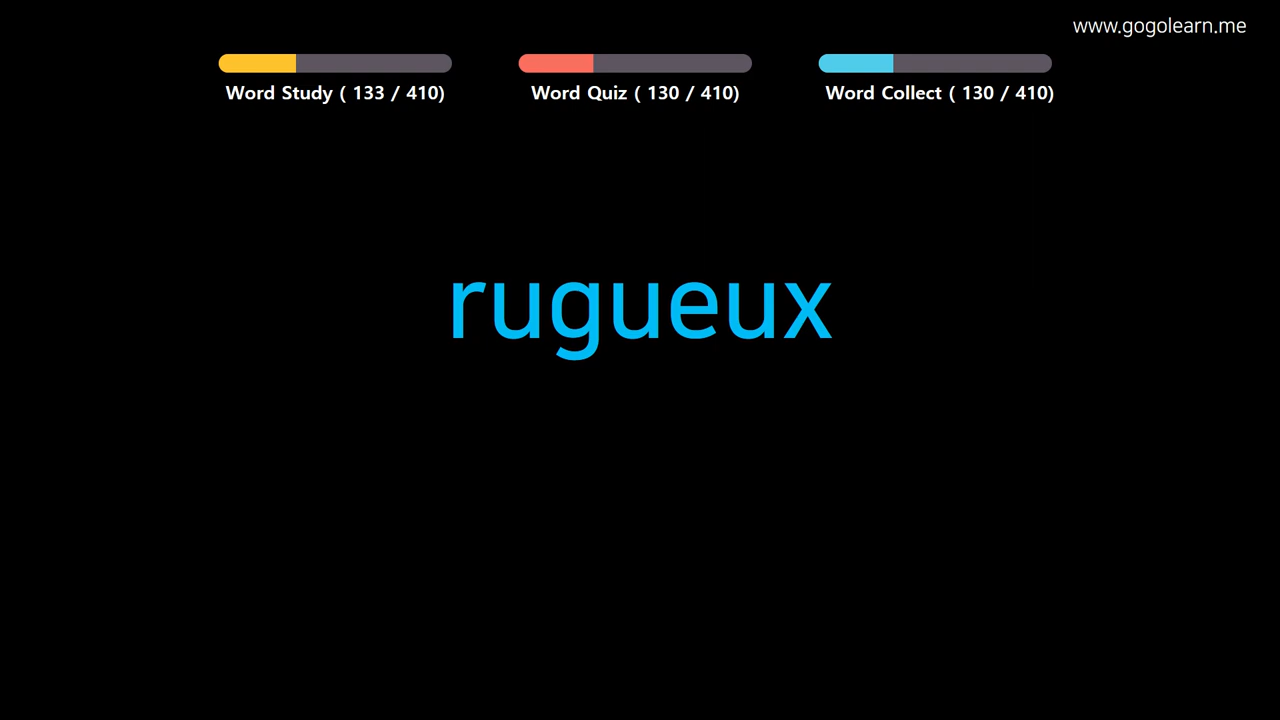 www.gogolearn.me
Word Study ( 133 / 410)
Word Quiz ( 130 / 410)
Word Collect ( 130 / 410)
rugueux